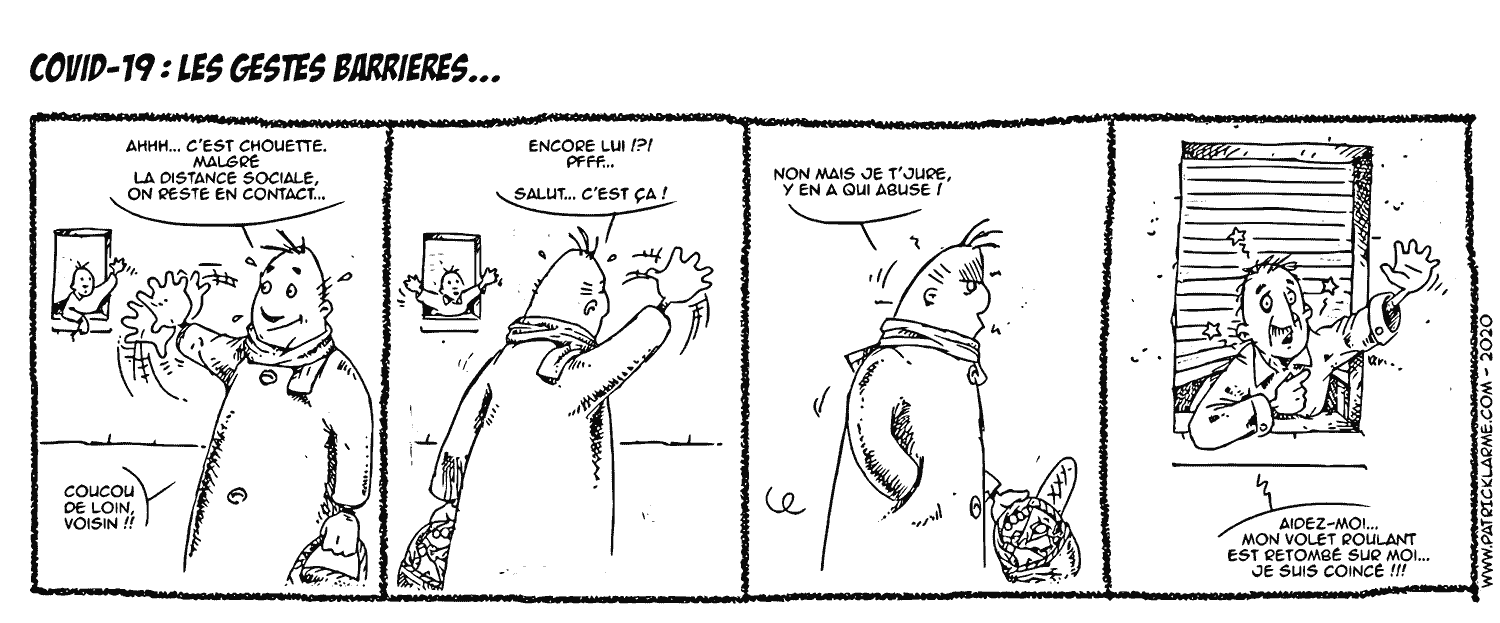 COVID-19 : LES GESTES BARRIERES...
AHHH... C'EST CHOUETTE.
MALGRÉ
LA DISTANCE SOCIALE,
ON RESTE EN CONTACT...
COUCOU
DE LOIN,
VOISIN !!
ENCORE LUI !?!
PFFF...
SALUT... C'EST ÇA !
NON MAIS JE T'JURE,
Y EN A QUI ABUSE !
AIDEZ-MOI...
MON VOLET ROULANT
EST RETOMBÉ SUR MOI...
JE SUIS COINCÉ !!!
WWW.PATRICKLARME.COM - 2020